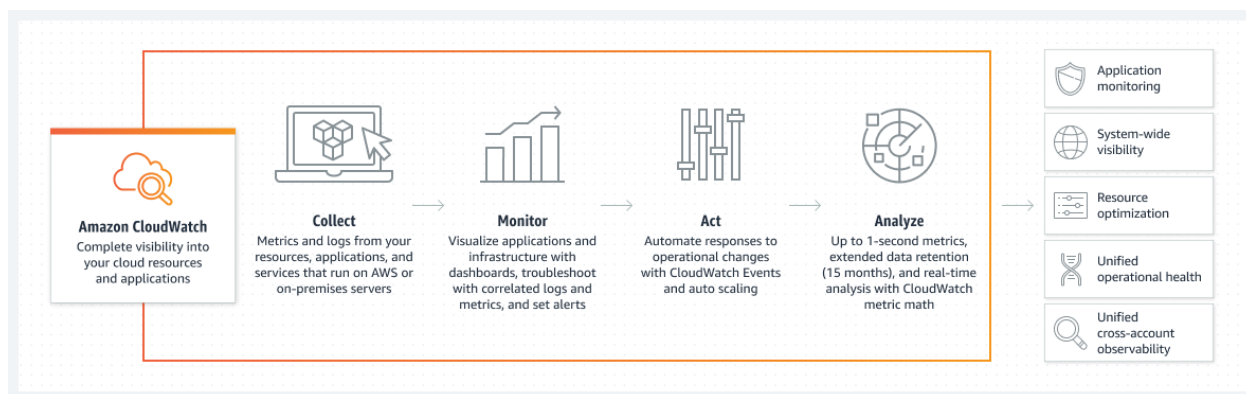 Amazon CloudWatch
Complete visibility into
your cloud resources
and applications
Collect
Metrics and logs from your
resources, applications, and
services that run on AWS or
on-premises servers
Monitor
Visualize applications and
infrastructure with
dashboards, troubleshoot
with correlated logs and
metrics, and set alerts
Act
Automate responses to
operational changes
with CloudWatch Events
and auto scaling
Analyze
Up to 1-second metrics,
extended data retention
(15 months), and real-time
analysis with CloudWatch
metric math
Application
monitoring
System-wide
visibility
Resource
optimization
Unified
operational health
Unified
cross-account
observability